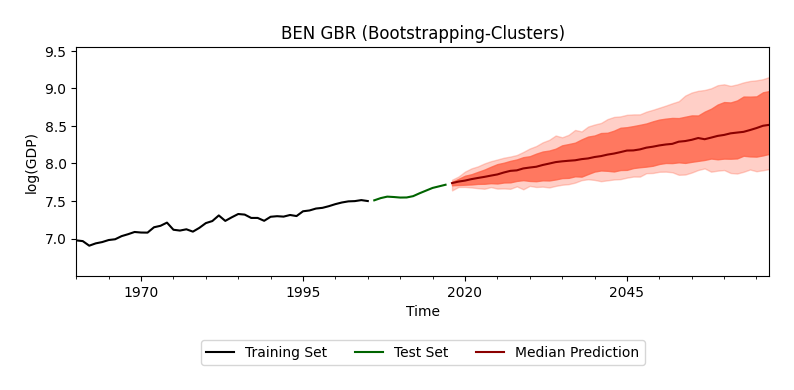 BEN GBR (Bootstrapping-Clusters)
9.5
9.0
8.5
8.0
7.5
7.0
log(GDP)
1970 1995 2020 2045
Time
Training Set Test Set Median Prediction